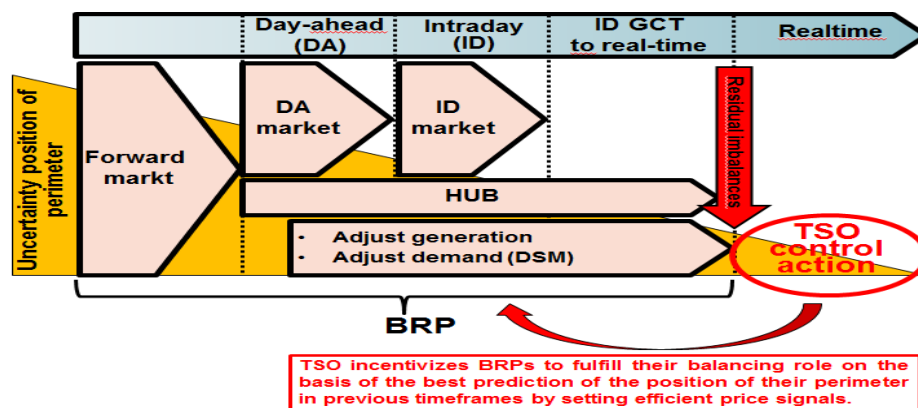 Day-ahead
(DA)
Intraday
(ID)
ID GCT
to real-time
Realtime
Uncertainty position of
perimeter
Forward
markt
DA
market
ID
market
Residual imbalances
HUB
• Adjust generation
• Adjust demand (DSM)
TSO
control
action
BRP
TSO incentivizes BRPs to fulfill their balancing role on the
basis of the best prediction of the position of their perimeter
in previous timeframes by setting efficient price signals.